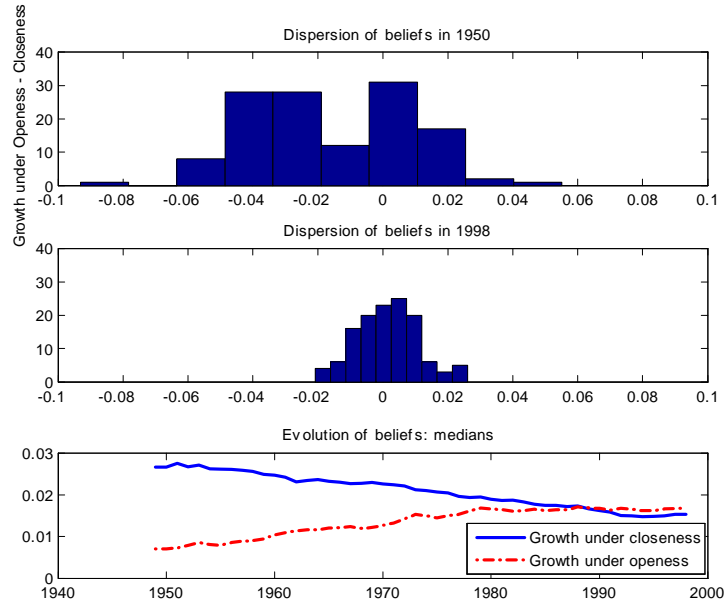 Dispersion of beliefs in 1950
Growth under Openess - Closeness
40
30
20
10
0
-0.1 -0.08 -0.06 -0.04 -0.02 0 0.02 0.04 0.06 0.08 0.1
Dispersion of beliefs in 1998
40
30
20
10
0
-0.1 -0.08 -0.06 -0.04 -0.02 0 0.02 0.04 0.06 0.08 0.1
Evolution of beliefs: medians
0.03
0.02
0.01
0
1940 1950 1960 1970 1980 1990 2000
Growth under closeness
Growth under openess